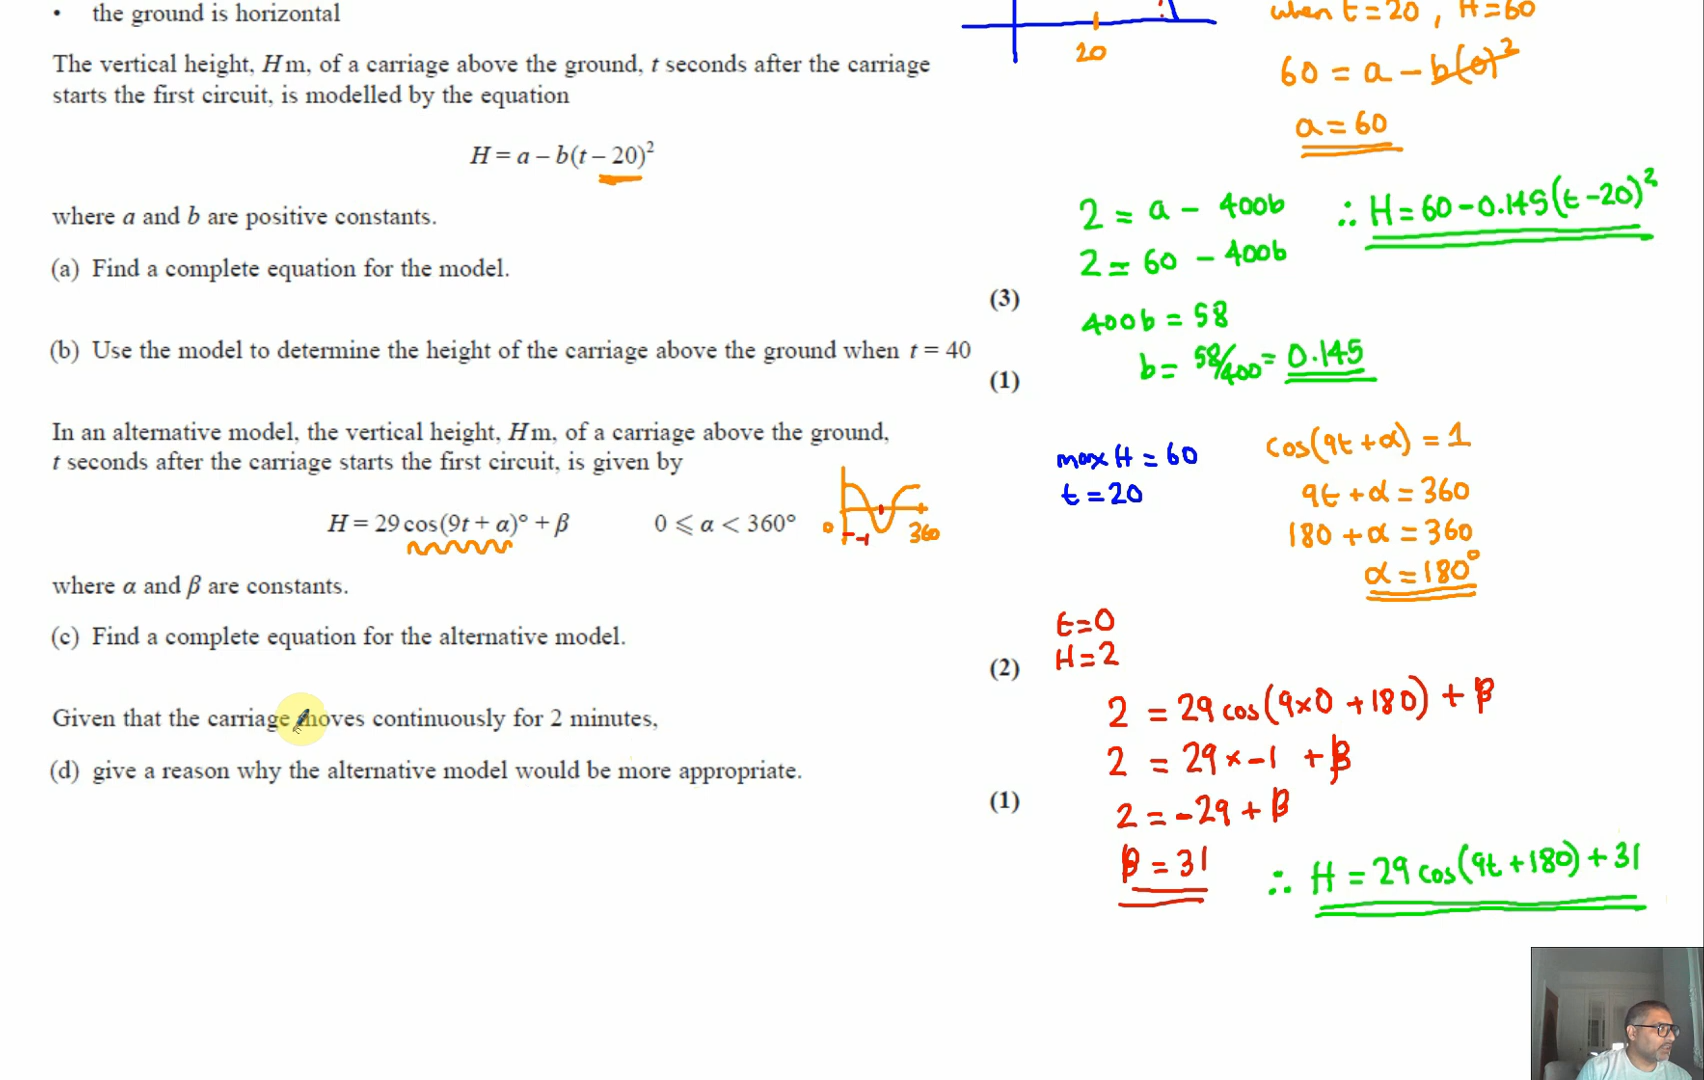 • the ground is horizontal
The vertical height, H m, of a carriage above the ground, t seconds after the carriage
starts the first circuit, is modelled by the equation
H = a – b(t – 20)²
where a and b are positive constants.
(a) Find a complete equation for the model.
(3)
(b) Use the model to determine the height of the carriage above the ground when t = 40
(1)
In an alternative model, the vertical height, H m, of a carriage above the ground,
t seconds after the carriage starts the first circuit, is given by
H = 29 cos(9t + α)° + β 0 ⩽ α < 360°
where α and β are constants.
(c) Find a complete equation for the alternative model.
(2)
Given that the carriage moves continuously for 2 minutes,
(d) give a reason why the alternative model would be more appropriate.
(1)
20
when t = 20, H = 60
60 = a – b(0)²
a = 60
2 = a – 400b
2 = 60 – 400b
400b = 58
b = 58/400 = 0.145
∴ H = 60 – 0.145(t – 20)²
0
-1
360
max H = 60
t = 20
cos(9t + α) = 1
9t + α = 360
180 + α = 360
α = 180°
t = 0
H = 2
2 = 29 cos(9×0 + 180) + β
2 = 29 × -1 + β
2 = -29 + β
β = 31
∴ H = 29 cos(9t + 180) + 31